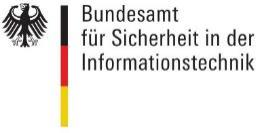 Bundesamt
für Sicherheit in der
Informationstechnik